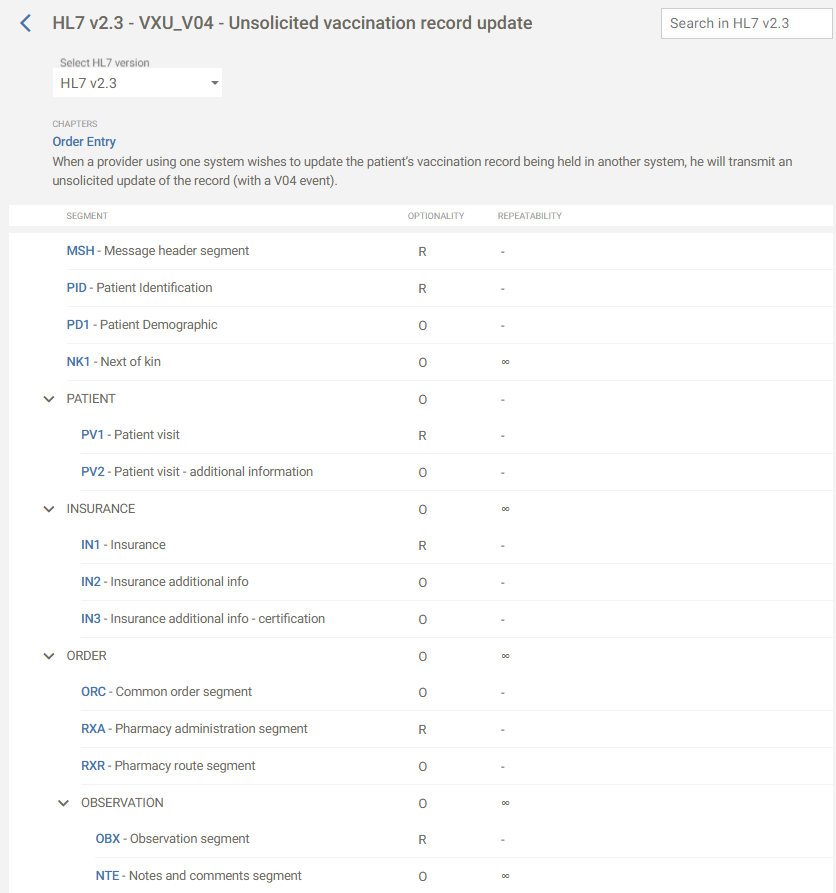 HL7 v2.3 - VXU_V04 - Unsolicited vaccination record update
Search in HL7 v2.3
Select HL7 version
HL7 v2.3
CHAPTERS
Order Entry
When a provider using one system wishes to update the patient's vaccination record being held in another system, he will transmit an
unsolicited update of the record (with a V04 event).
SEGMENT OPTIONALITY REPEATABILITY
MSH - Message header segment R -
PID - Patient Identification R -
PD1 - Patient Demographic O -
NK1 - Next of kin O ∞
PATIENT O -
PV1 - Patient visit R -
PV2 - Patient visit - additional information O -
INSURANCE O ∞
IN1 - Insurance R -
IN2 - Insurance additional info O -
IN3 - Insurance additional info - certification O -
ORDER O ∞
ORC - Common order segment O -
RXA - Pharmacy administration segment R -
RXR - Pharmacy route segment O -
OBSERVATION O ∞
OBX - Observation segment R -
NTE - Notes and comments segment O ∞